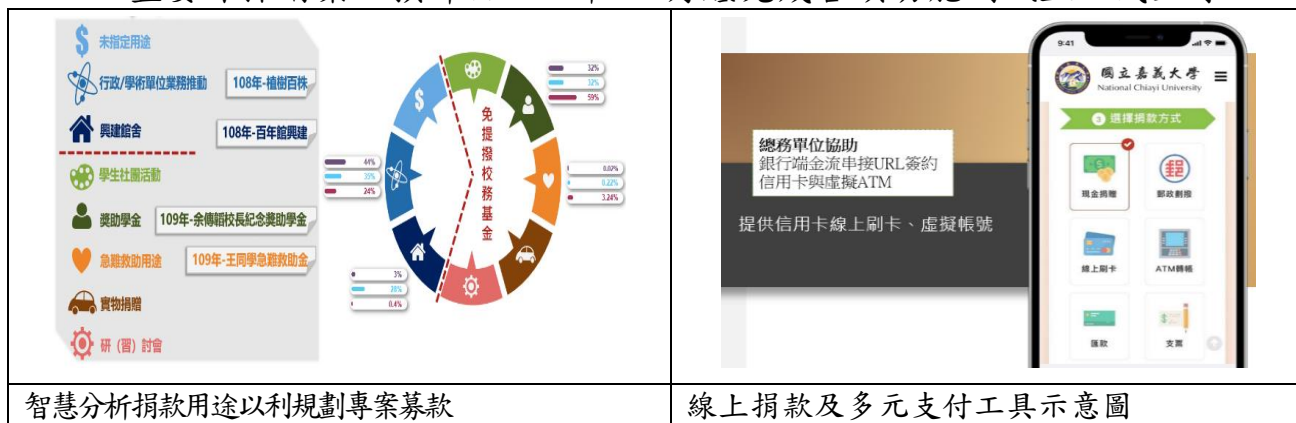 未指定用途
行政/學術單位業務推動
108年-植樹百株
興建館舍
108年-百年館興建
學生社團活動
獎助學金
109年-余傳韜校長紀念獎助學金
急難救助用途
109年-王同學急難救助金
實物捐贈
研（習）討會
$
免提撥校務基金
32%
32%
59%
44%
35%
24%
0.02%
0.22%
3.24%
3%
28%
0.4%
總務單位協助
銀行端金流串接URL簽約
信用卡與虛擬ATM
提供信用卡線上刷卡、虛擬帳號
9:41
國立嘉義大學
National Chiayi University
3 選擇捐款方式
現金捐贈
郵政劃撥
線上刷卡
ATM轉帳
匯款
支票
智慧分析捐款用途以利規劃專案募款
線上捐款及多元支付工具示意圖